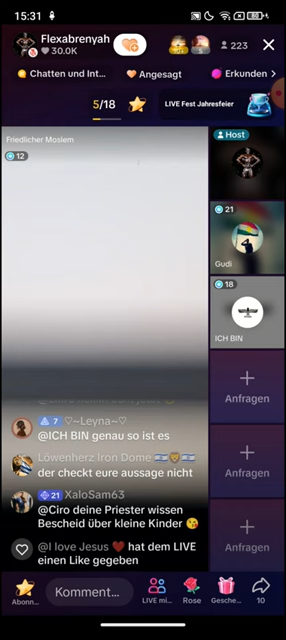 15:31
Flexabrenyah
30.0K
223
Chatten und Int...
Angesagt
Erkunden
5/18
LIVE Fest Jahresfeier
Friedlicher Moslem
12
Host
21
Gudi
18
ICH BIN
Anfragen
Anfragen
Anfragen
7 ♡~Leyna~♡
@ICH BIN genau so ist es
Löwenherz Iron Dome 🇮🇱🦁🇮🇱
der checkt eure aussage nicht
21 XaloSam63
@Ciro deine Priester wissen
Bescheid über kleine Kinder 😘
@I love Jesus ❤️ hat dem LIVE
einen Like gegeben
Abonn...
Komment...
LIVE mi...
Rose
Gesche...
10